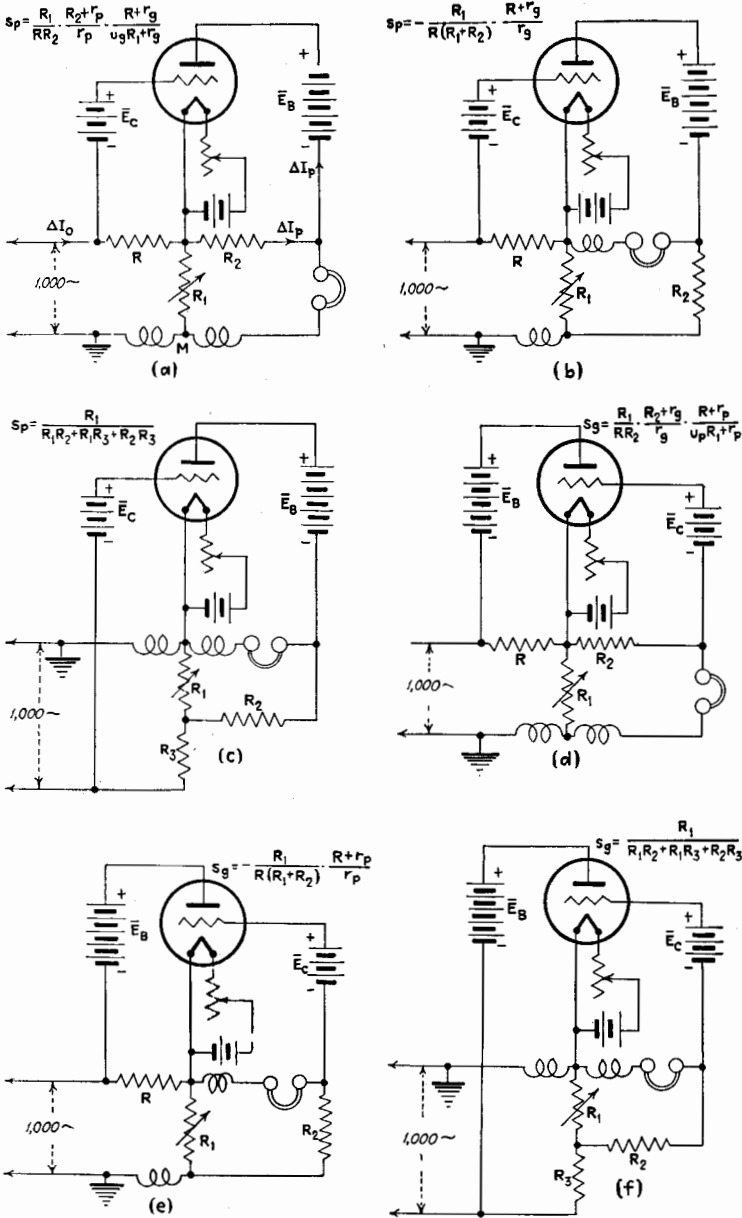 sp = R1/RR2 · R2+rp/rp · R+rg/ugR1+rg
+
ĒC
-
+
ĒB
-
ΔIp
ΔIo
R
R2
ΔIp
1,000~
R1
M
(a)
sp = - R1/R(R1+R2) · R+rg/rg
+
ĒC
-
+
ĒB
-
R
1,000~
R1
R2
(b)
sp = R1/R1R2+R1R3+R2R3
+
ĒC
-
+
ĒB
-
1,000~
R1
R2
R3
(c)
sg = R1/RR2 · R2+rg/rg · R+rp/upR1+rp
+
ĒB
-
+
ĒC
-
R
R2
1,000~
R1
(d)
sg = - R1/R(R1+R2) · R+rp/rp
+
ĒB
-
+
ĒC
-
R
1,000~
R1
R2
(e)
sg = R1/R1R2+R1R3+R2R3
+
ĒB
-
+
ĒC
-
1,000~
R1
R2
R3
(f)